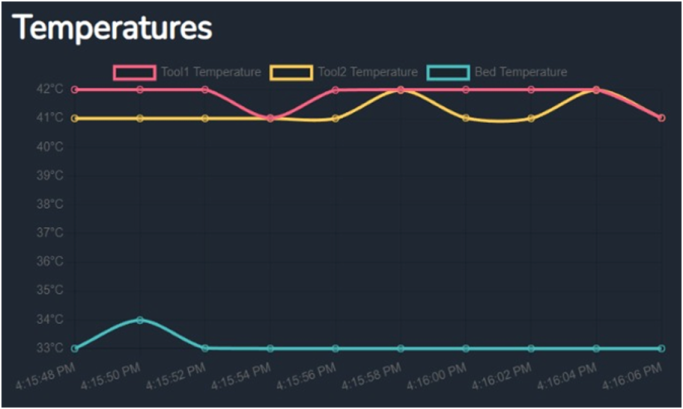 Temperatures
Tool1 Temperature Tool2 Temperature Bed Temperature
42°C
41°C
40°C
39°C
38°C
37°C
36°C
35°C
34°C
33°C
4:15:48 PM 4:15:50 PM 4:15:52 PM 4:15:54 PM 4:15:56 PM 4:15:58 PM 4:16:00 PM 4:16:02 PM 4:16:04 PM 4:16:06 PM